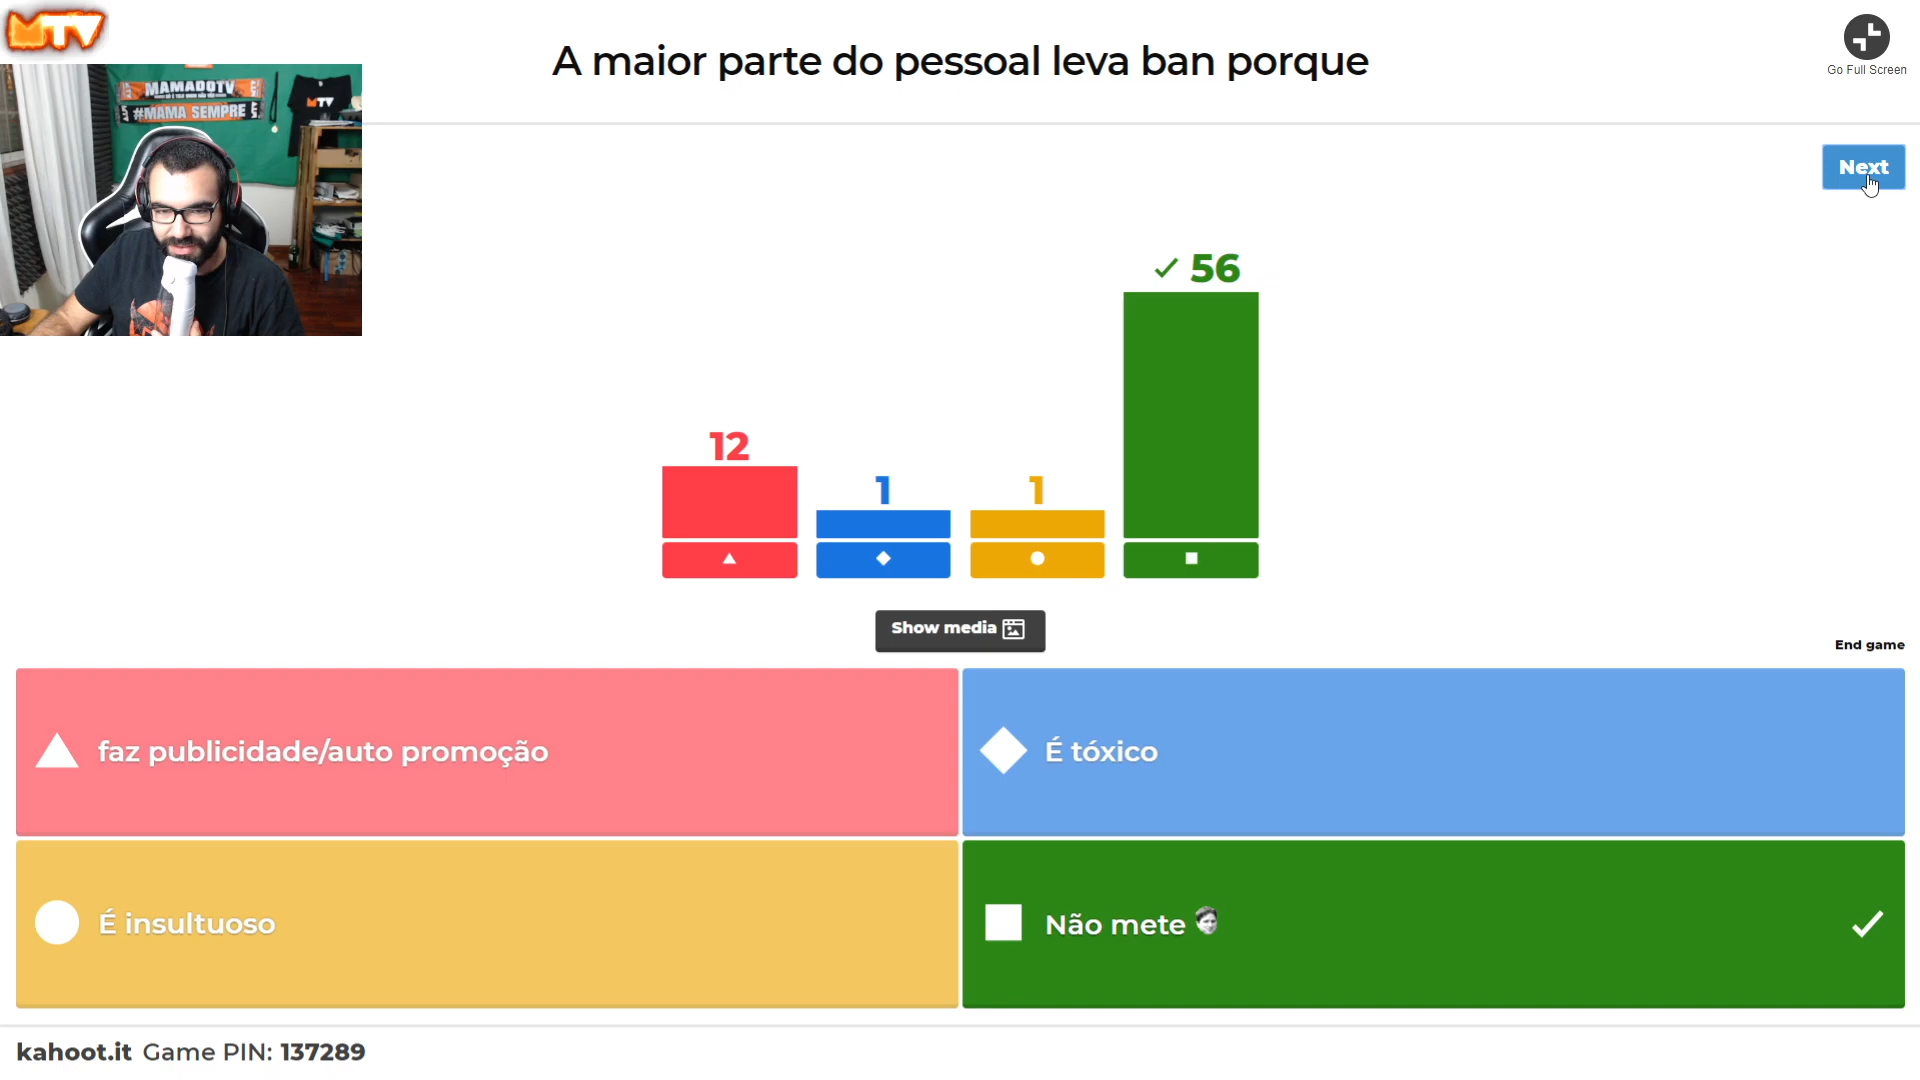 MTV
A maior parte do pessoal leva ban porque
Go Full Screen
MAMADOTV
#MAMA SEMPRE
MTV
Next
56
12
1
1
Show media
End game
faz publicidade/auto promoção
É tóxico
É insultuoso
Não mete
kahoot.it Game PIN: 137289